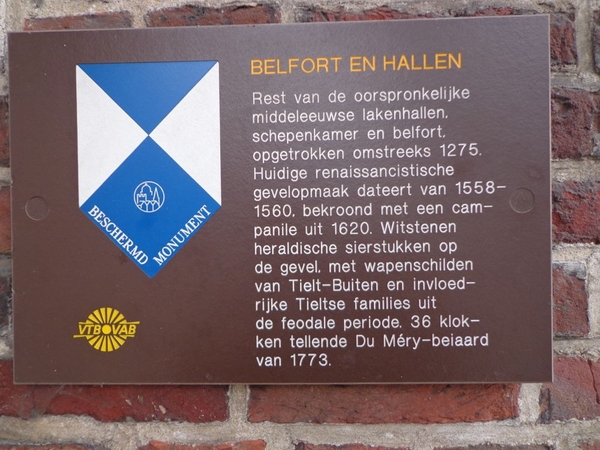 BELFORT EN HALLEN
Rest van de oorspronkelijke
middeleeuwse lakenhallen,
schepenkamer en belfort,
opgetrokken omstreeks 1275.
Huidige renaissancistische
gevelopmaak dateert van 1558-
1560, bekroond met een cam-
panile uit 1620. Witstenen
heraldische sierstukken op
de gevel, met wapenschilden
van Tielt-Buiten en invloed-
rijke Tieltse families uit
de feodale periode. 36 klok-
ken tellende Du Méry-beiaard
van 1773.
BESCHERMD MONUMENT
VTB VAB